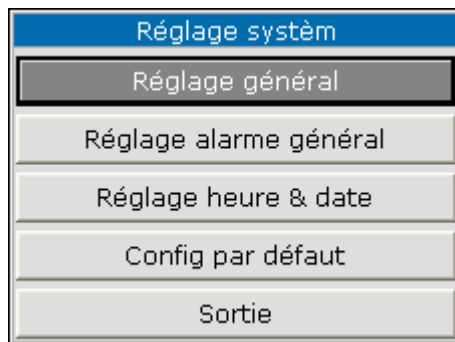 Réglage systèm
Réglage général
Réglage alarme général
Réglage heure & date
Config par défaut
Sortie